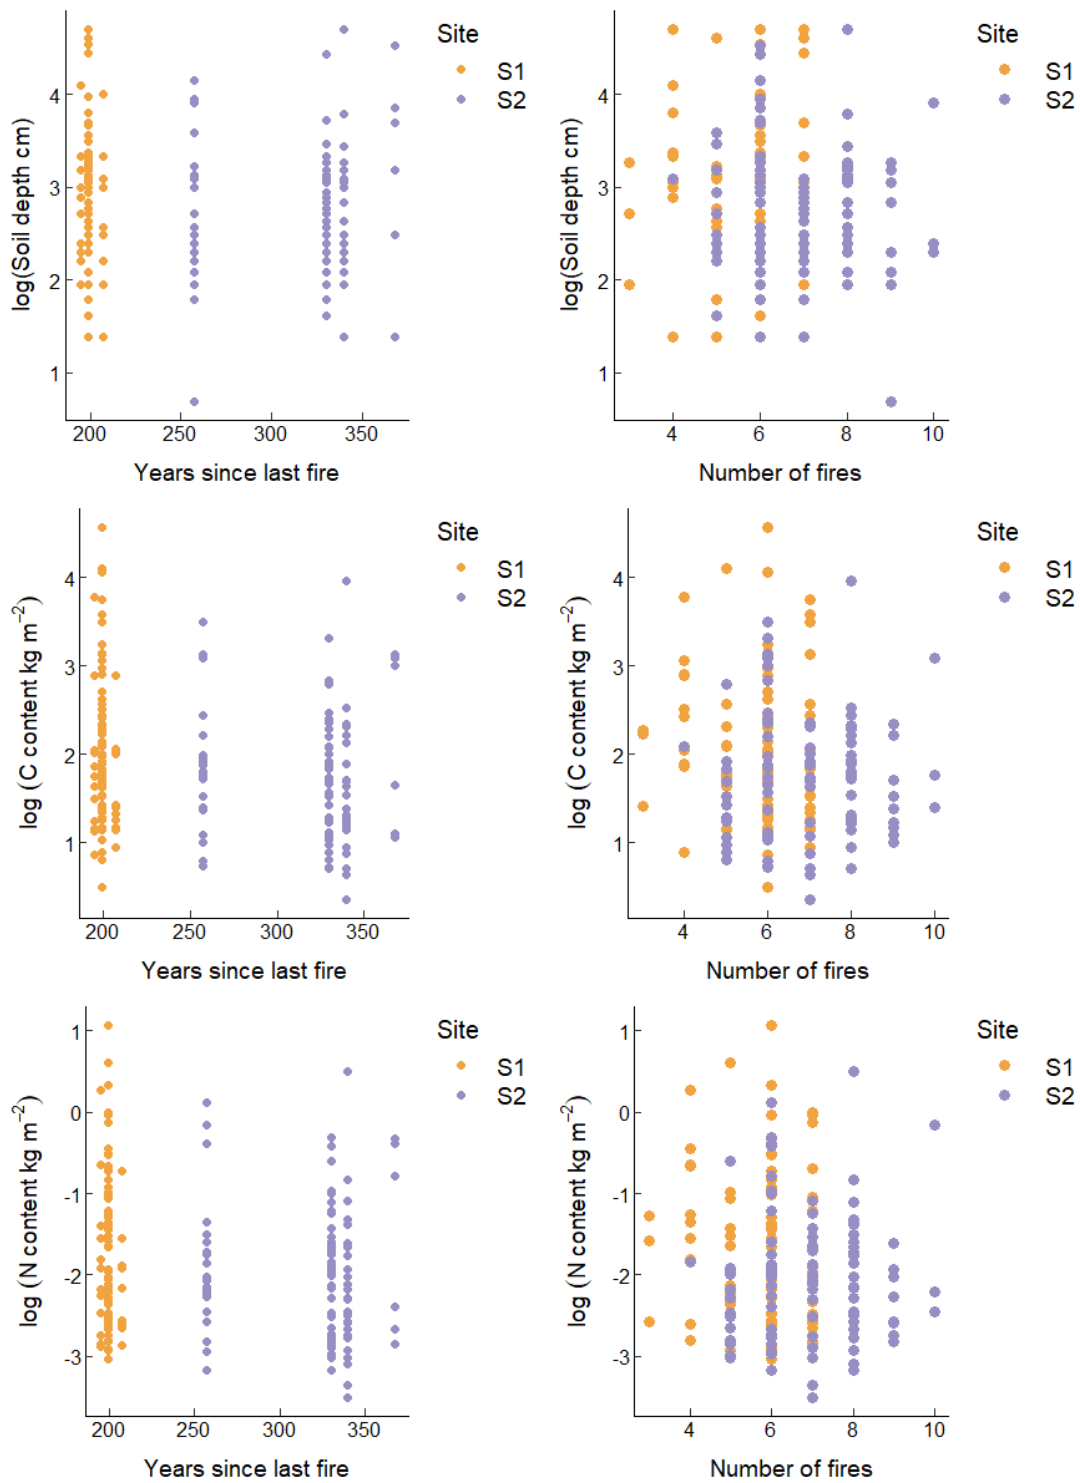 Site
S1
S2
log(Soil depth cm)
4
3
2
1
200 250 300 350
Years since last fire
Site
S1
S2
log(Soil depth cm)
4
3
2
1
4 6 8 10
Number of fires
Site
S1
S2
log (C content kg m⁻²)
4
3
2
1
200 250 300 350
Years since last fire
Site
S1
S2
log (C content kg m⁻²)
4
3
2
1
4 6 8 10
Number of fires
Site
S1
S2
log (N content kg m⁻²)
1
0
-1
-2
-3
200 250 300 350
Years since last fire
Site
S1
S2
log (N content kg m⁻²)
1
0
-1
-2
-3
4 6 8 10
Number of fires